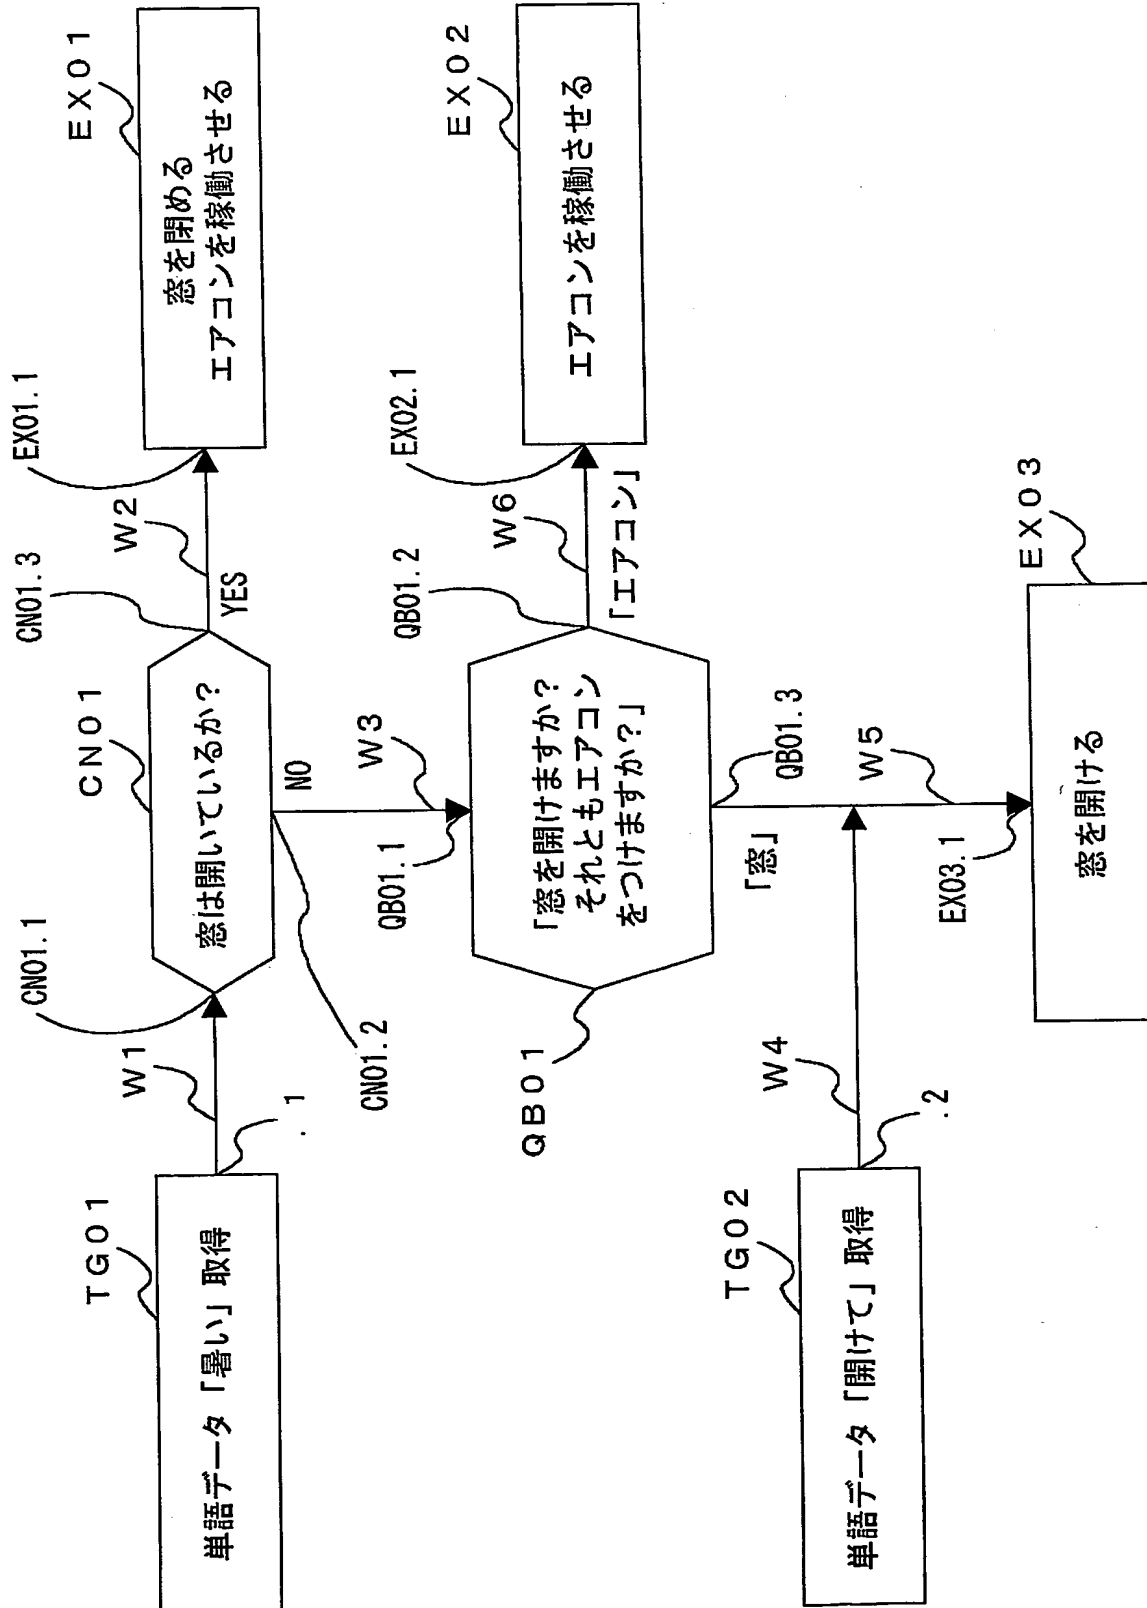 TG01
単語データ「暑い」取得
.1
W1
CN01.1
CN01
窓は開いているか?
CN01.3
YES
W2
EX01.1
EX01
窓を閉める
エアコンを稼働させる
CN01.2
NO
W3
QB01.1
QB01
「窓を開けますか?
それともエアコン
をつけますか?」
QB01.2
W6
「エアコン」
EX02.1
EX02
エアコンを稼働させる
QB01.3
「窓」
TG02
単語データ「開けて」取得
.2
W4
W5
EX03.1
EX03
窓を開ける